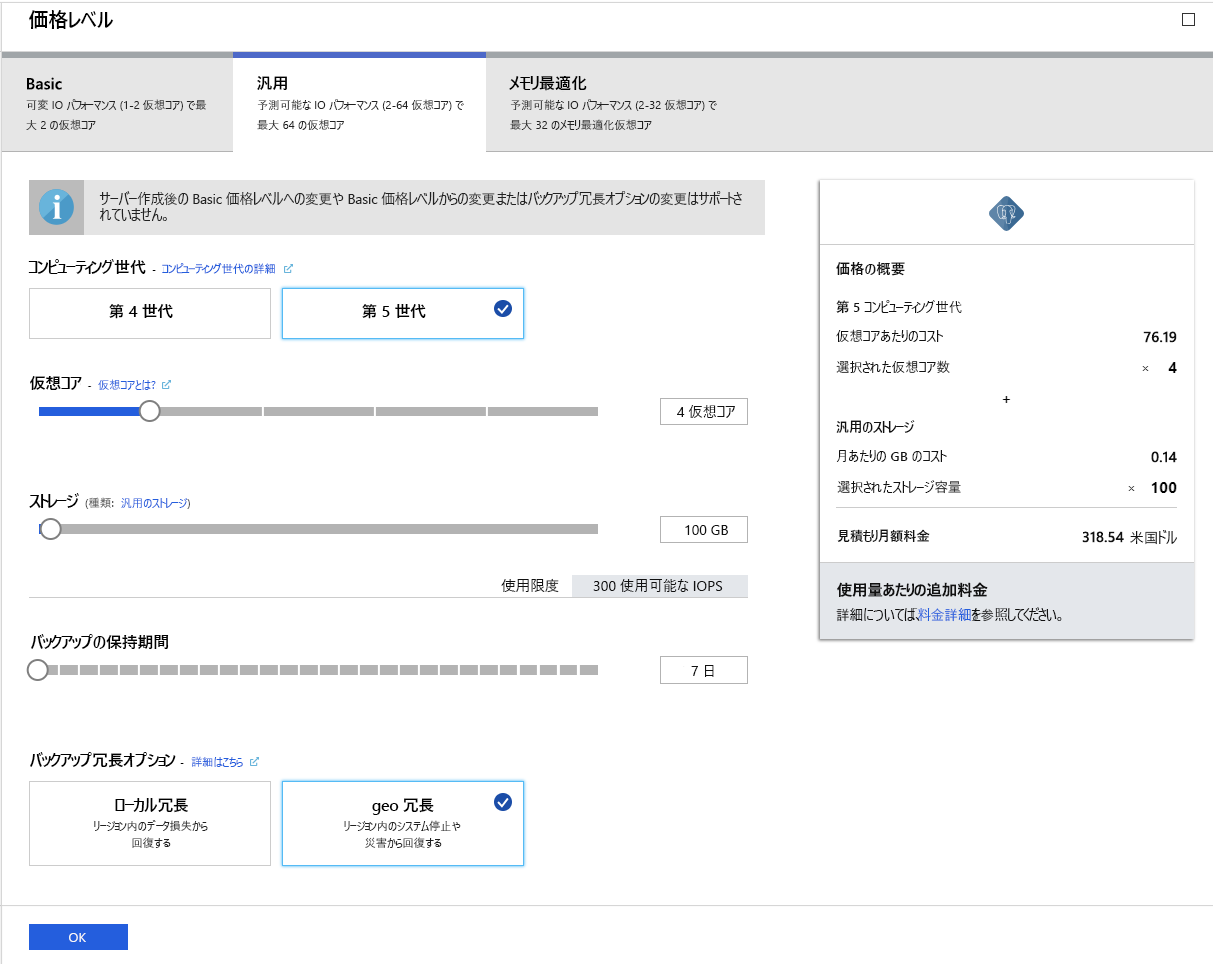 価格レベル
Basic
可変 IO パフォーマンス (1-2 仮想コア) で最
大 2 の仮想コア
汎用
予測可能な IO パフォーマンス (2-64 仮想コア) で
最大 64 の仮想コア
メモリ最適化
予測可能な IO パフォーマンス (2-32 仮想コア) で
最大 32 のメモリ最適化仮想コア
サーバー作成後の Basic 価格レベルへの変更や Basic 価格レベルからの変更またはバックアップ冗長オプションの変更はサポートさ
れていません。
コンピューティング世代 - コンピューティング世代の詳細
第 4 世代
第 5 世代
仮想コア - 仮想コアとは?
4 仮想コア
ストレージ (種類: 汎用のストレージ)
100 GB
使用限度 300 使用可能な IOPS
バックアップの保持期間
7 日
バックアップ冗長オプション - 詳細はこちら
ローカル冗長
リージョン内のデータ損失から
回復する
geo 冗長
リージョン内のシステム停止や
災害から回復する
OK
価格の概要
第 5 コンピューティング世代
仮想コアあたりのコスト 76.19
選択された仮想コア数 × 4
+
汎用のストレージ
月あたりの GB のコスト 0.14
選択されたストレージ容量 × 100
見積もり月額料金 318.54 米国ドル
使用量あたりの追加料金
詳細については、料金詳細を参照してください。